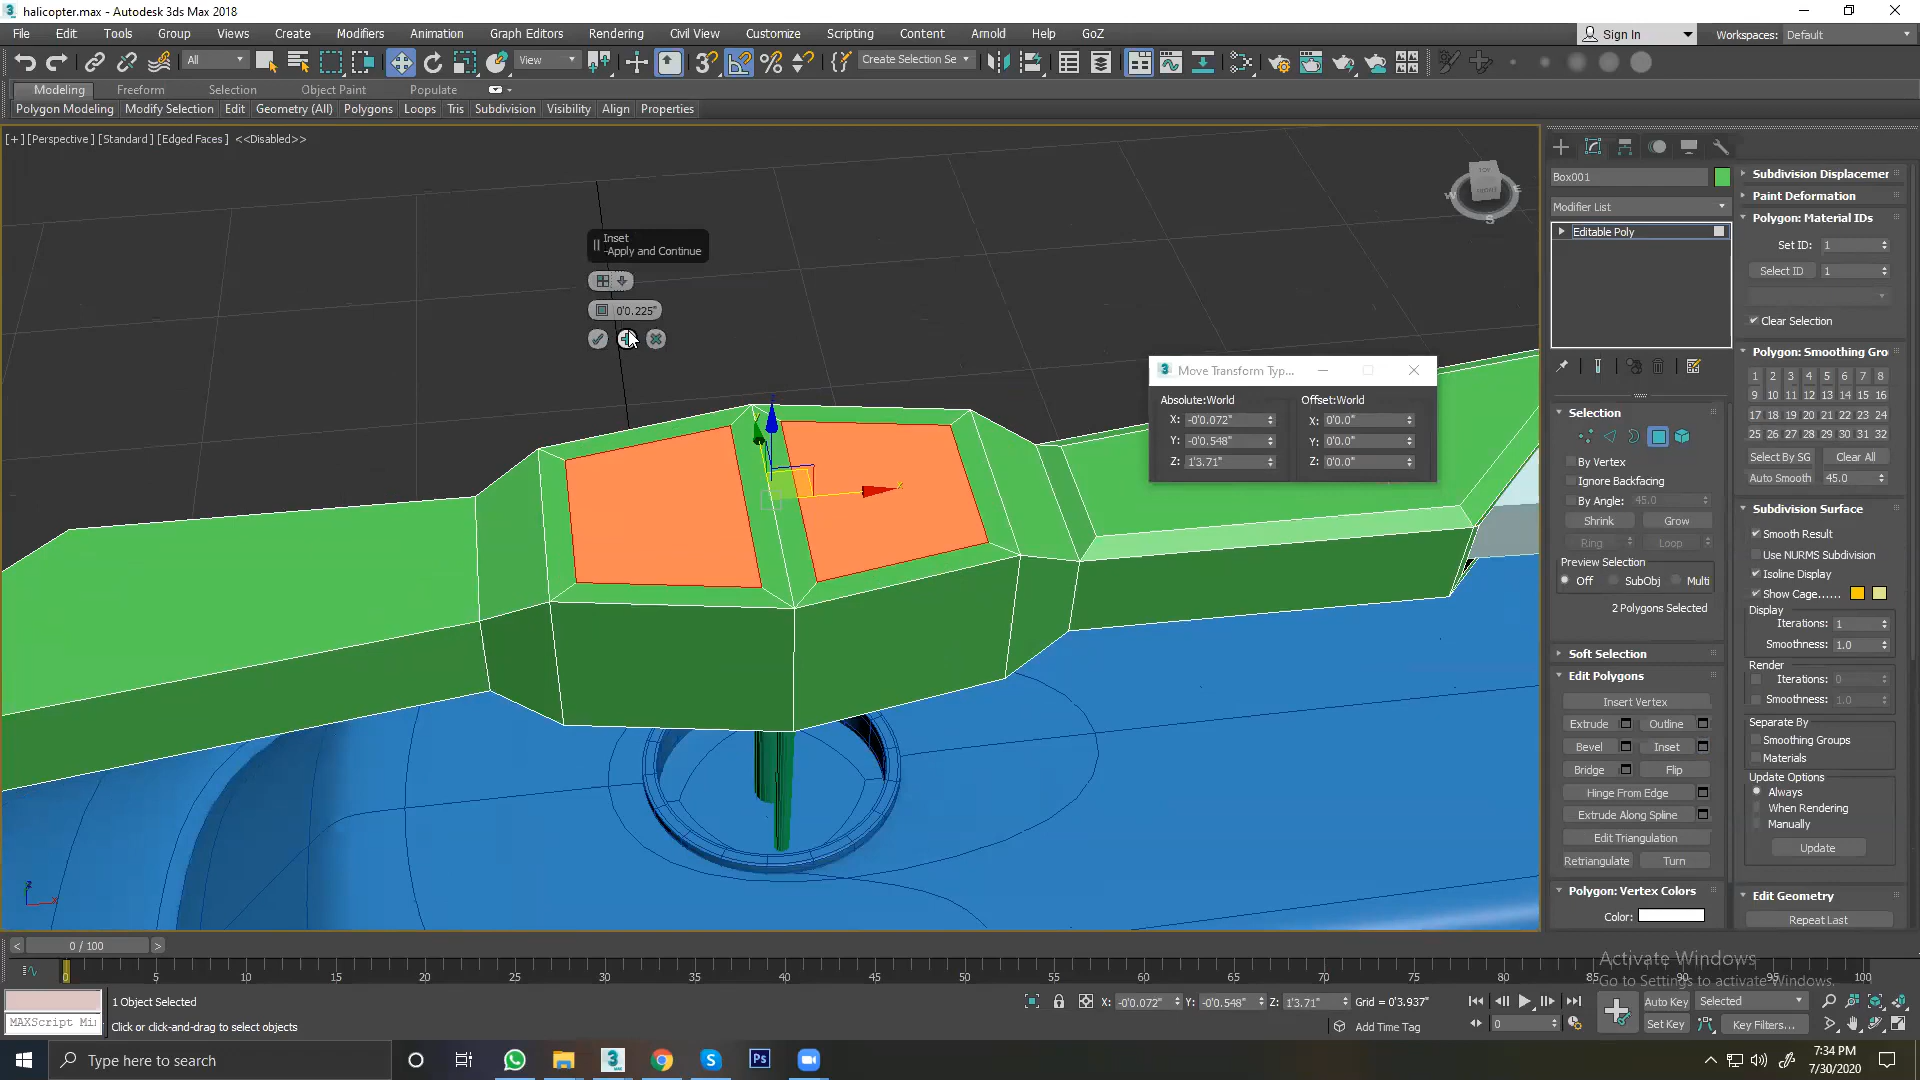 halicopter.max - Autodesk 3ds Max 2018
File Edit Tools Group Views Create Modifiers Animation Graph Editors Rendering Civil View Customize Scripting Content Arnold Help GoZ
Sign In Workspaces: Default
All View Create Selection Se
Modeling Freeform Selection Object Paint Populate
Polygon Modeling Modify Selection Edit Geometry (All) Polygons Loops Tris Subdivision Visibility Align Properties
[+] [Perspective] [Standard] [Edged Faces] <<Disabled>>
Inset
-Apply and Continue
0'0.225"
Move Transform Typ...
Absolute:World Offset:World
X: -0'0.072" X: 0'0.0"
Y: -0'0.548" Y: 0'0.0"
Z: 1'3.71" Z: 0'0.0"
TOP
FRONT
W E S
Box001
Modifier List
Editable Poly
Selection
By Vertex
Ignore Backfacing
By Angle: 45.0
Shrink Grow
Ring Loop
Preview Selection
Off SubObj Multi
2 Polygons Selected
Soft Selection
Edit Polygons
Insert Vertex
Extrude Outline
Bevel Inset
Bridge Flip
Hinge From Edge
Extrude Along Spline
Edit Triangulation
Retriangulate Turn
Polygon: Vertex Colors
Color:
Subdivision Displacemer
Paint Deformation
Polygon: Material IDs
Set ID: 1
Select ID 1
Clear Selection
Polygon: Smoothing Gro
1 2 3 4 5 6 7 8
9 10 11 12 13 14 15 16
17 18 19 20 21 22 23 24
25 26 27 28 29 30 31 32
Select By SG Clear All
Auto Smooth 45.0
Subdivision Surface
Smooth Result
Use NURMS Subdivision
Isoline Display
Show Cage......
Display
Iterations: 1
Smoothness: 1.0
Render
Iterations: 0
Smoothness: 1.0
Separate By
Smoothing Groups
Materials
Update Options
Always
When Rendering
Manually
Update
Edit Geometry
Repeat Last
z x
< 0 / 100 >
0 5 10 15 20 25 30 35 40 45 50 55 60 65 70 75 80 85 90 95 100
Activate Windows
Go to Settings to activate Windows.
1 Object Selected
X: -0'0.072" Y: -0'0.548" Z: 1'3.71" Grid = 0'3.937"
Auto Key Selected
MAXScript Mi
Click or click-and-drag to select objects
Add Time Tag
0
Set Key Key Filters...
Type here to search
Ps
7:34 PM
7/30/2020